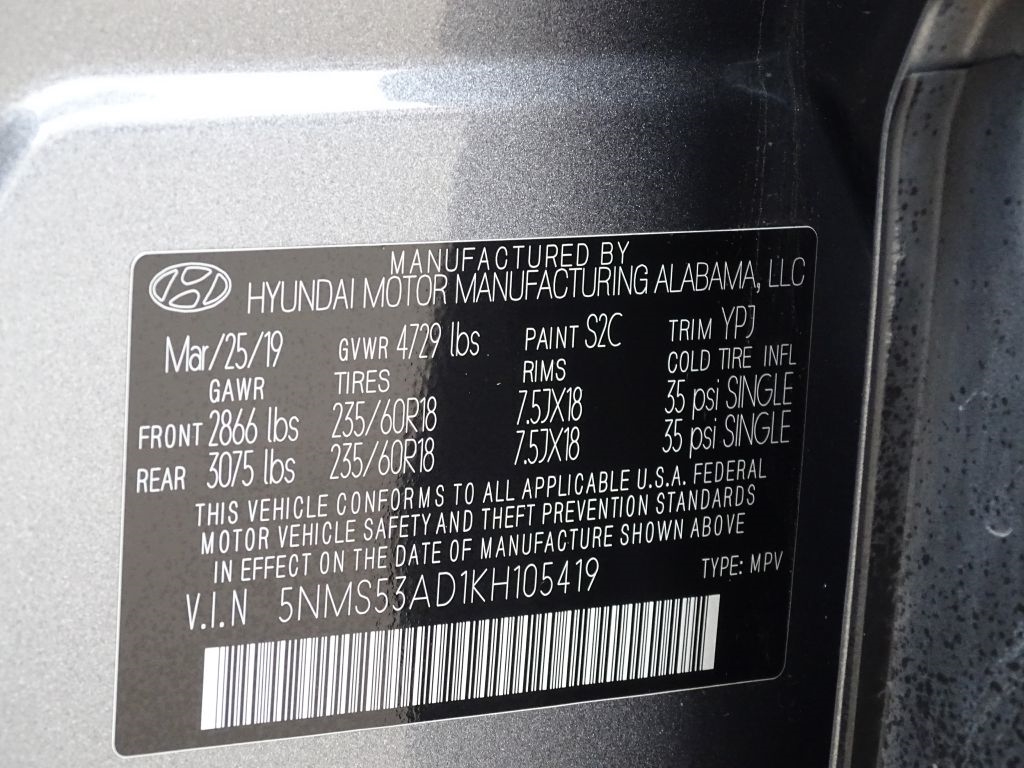 MANUFACTURED BY
HYUNDAI MOTOR MANUFACTURING ALABAMA, LLC
Mar/25/19 GVWR 4729 lbs PAINT S2C TRIM YPJ
GAWR TIRES RIMS COLD TIRE INFL
FRONT 2866 lbs 235/60R18 7.5JX18 35 psi SINGLE
REAR 3075 lbs 235/60R18 7.5JX18 35 psi SINGLE
THIS VEHICLE CONFORMS TO ALL APPLICABLE U.S.A. FEDERAL
MOTOR VEHICLE SAFETY AND THEFT PREVENTION STANDARDS
IN EFFECT ON THE DATE OF MANUFACTURE SHOWN ABOVE
V.I.N 5NMS53AD1KH105419 TYPE: MPV